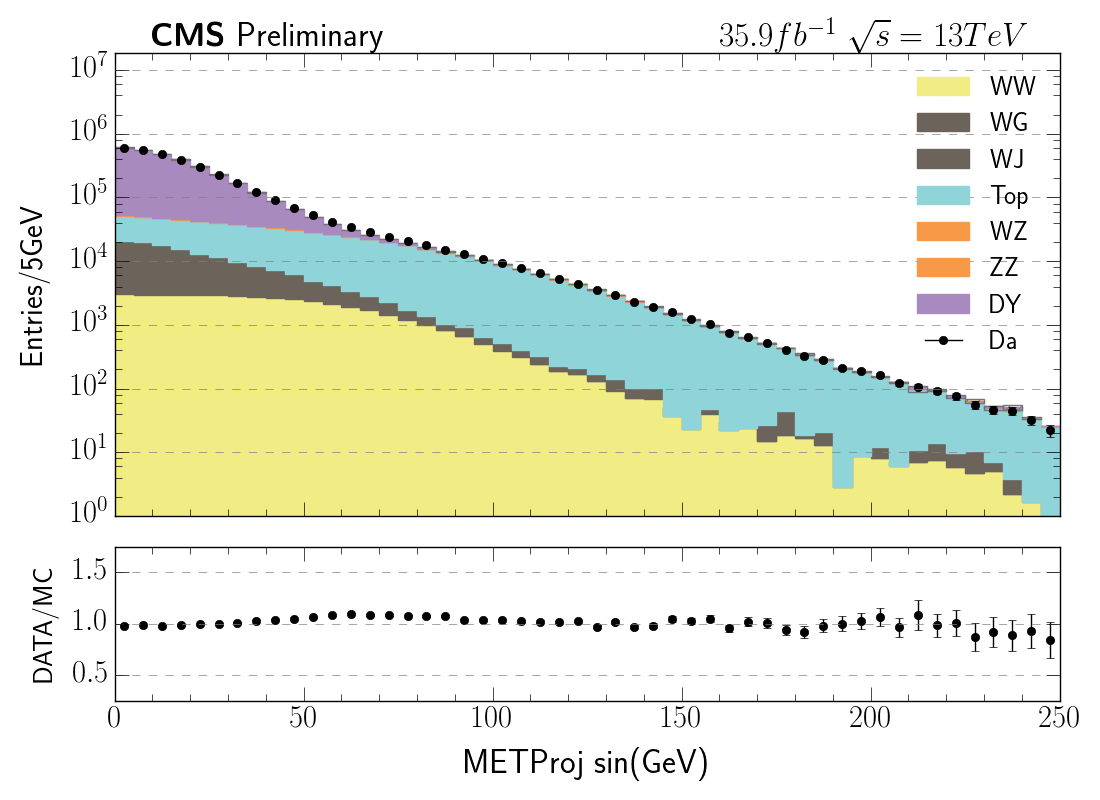 CMS Preliminary
35.9fb⁻¹ √s = 13TeV
10⁷
10⁶
10⁵
10⁴
10³
10²
10¹
10⁰
Entries/5GeV
WW
WG
WJ
Top
WZ
ZZ
DY
Da
1.5
1.0
0.5
DATA/MC
0 50 100 150 200 250
METProj sin(GeV)